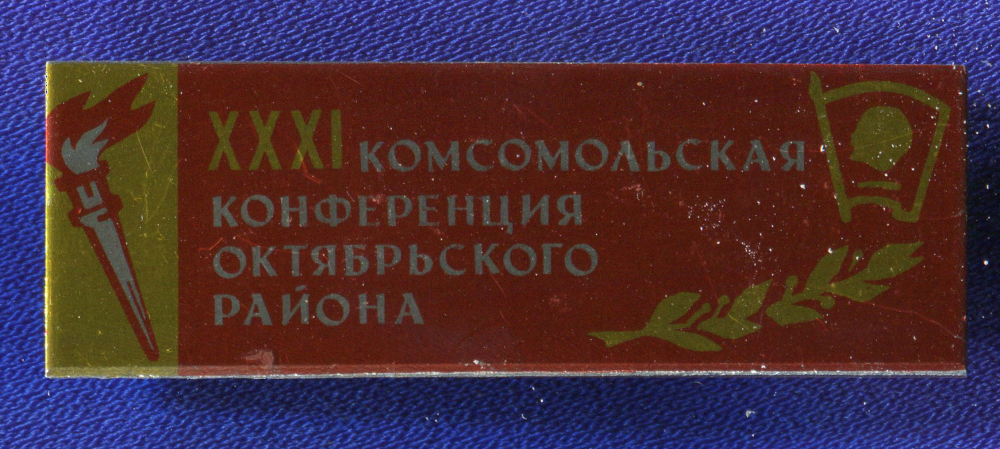 XXXI КОМСОМОЛЬСКАЯ
КОНФЕРЕНЦИЯ
ОКТЯБРЬСКОГО
РАЙОНА